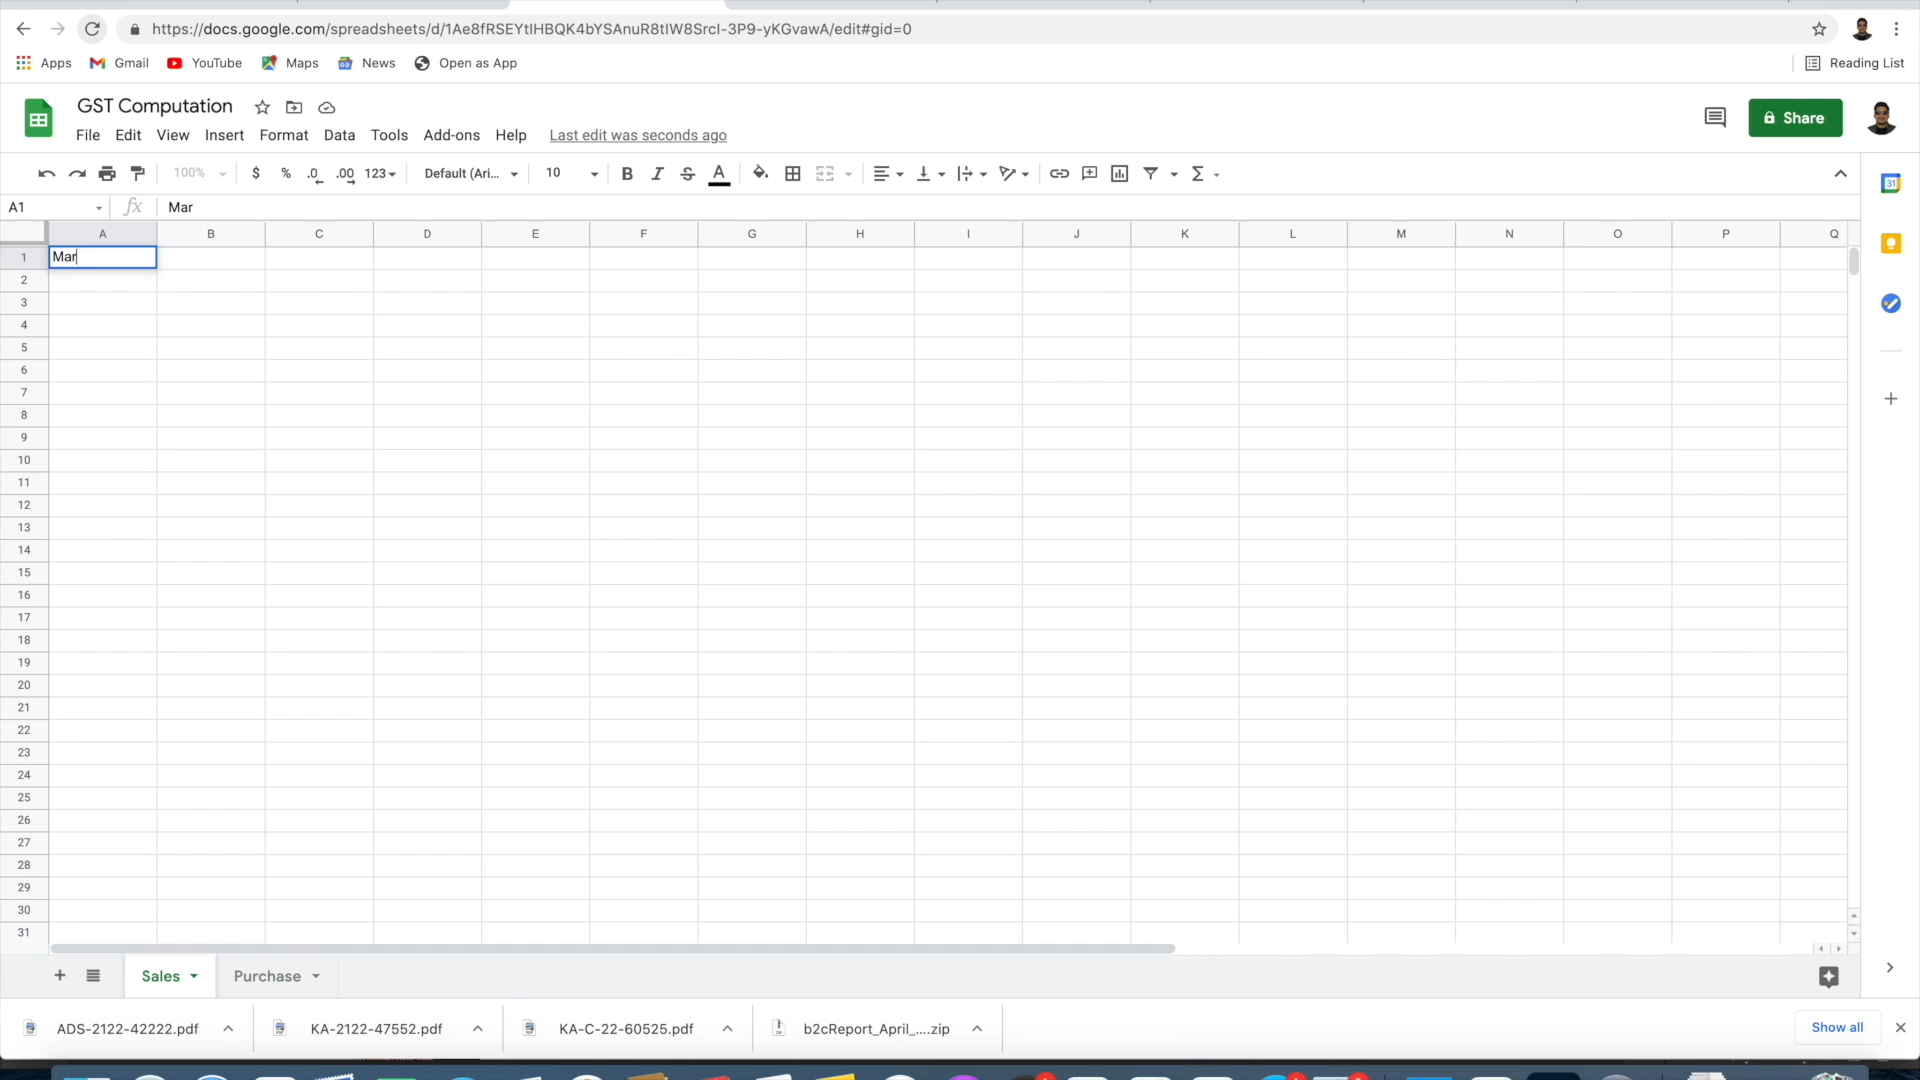 https://docs.google.com/spreadsheets/d/1Ae8fRSEYtIHBQK4bYSAnuR8tIW8SrcI-3P9-yKGvawA/edit#gid=0
Apps Gmail YouTube Maps News Open as App Reading List
GST Computation
File Edit View Insert Format Data Tools Add-ons Help Last edit was seconds ago
Share
100% $ % .0 .00 123 Default (Ari... 10 B I S A Σ
31
A1 fx Mar
A B C D E F G H I J K L M N O P Q
1 Mar
2
3
4
5
6
7
8
9
10
11
12
13
14
15
16
17
18
19
20
21
22
23
24
25
26
27
28
29
30
31
Sales Purchase
ADS-2122-42222.pdf KA-2122-47552.pdf KA-C-22-60525.pdf b2cReport_April_....zip Show all